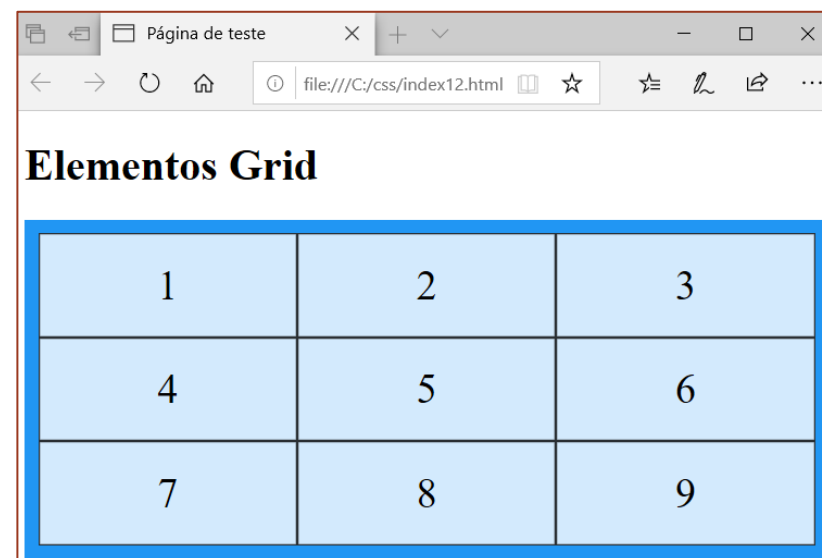 Página de teste
file:///C:/css/index12.html
Elementos Grid
1 2 3
4 5 6
7 8 9